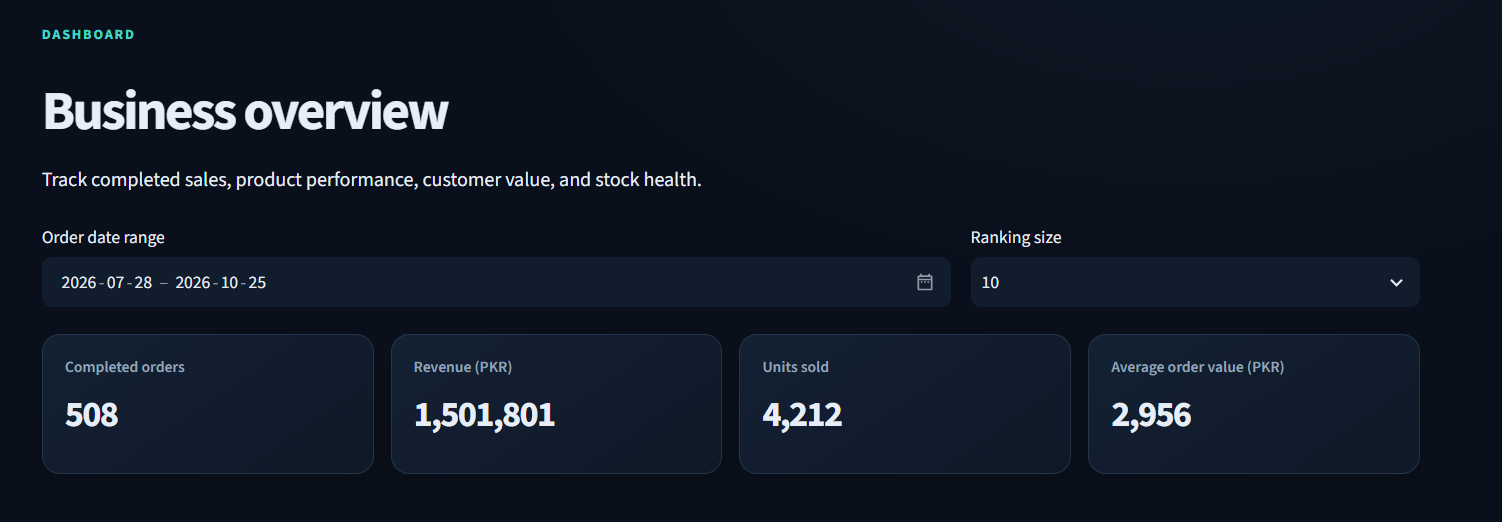 DASHBOARD
Business overview
Track completed sales, product performance, customer value, and stock health.
Order date range
Ranking size
2026-07-28 – 2026-10-25
10
Completed orders
Revenue (PKR)
Units sold
Average order value (PKR)
508
1,501,801
4,212
2,956